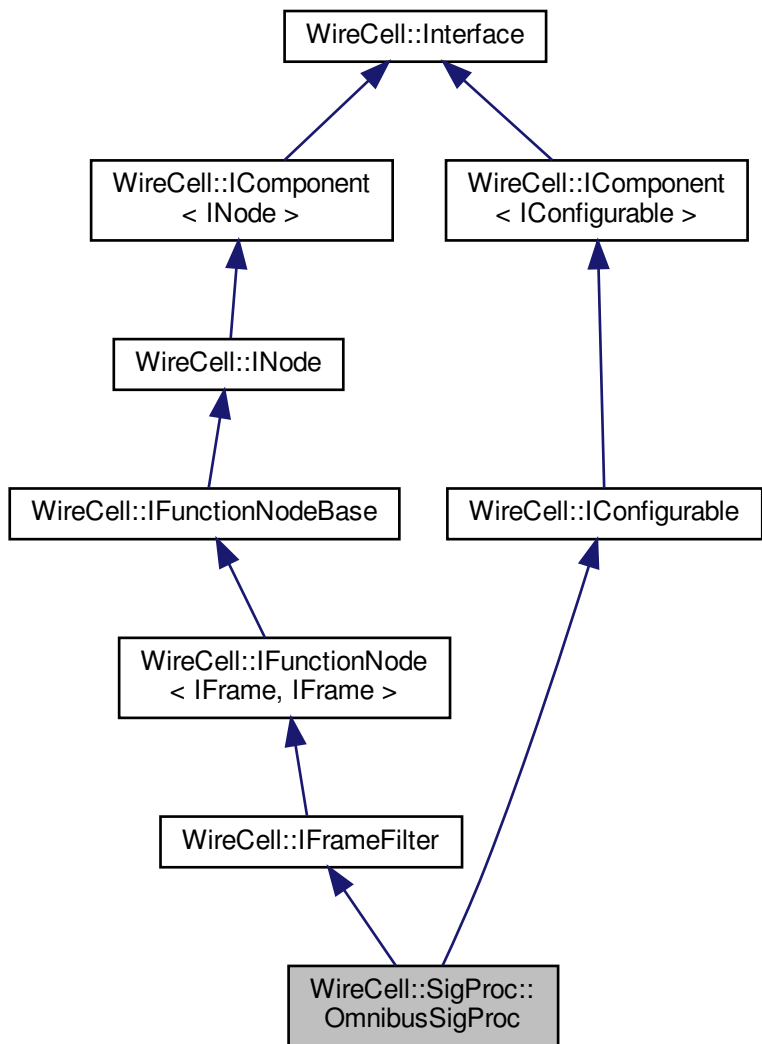 WireCell::Interface
WireCell::IComponent
< INode >
WireCell::IComponent
< IConfigurable >
WireCell::INode
WireCell::IFunctionNodeBase
WireCell::IConfigurable
WireCell::IFunctionNode
< IFrame, IFrame >
WireCell::IFrameFilter
WireCell::SigProc::
OmnibusSigProc